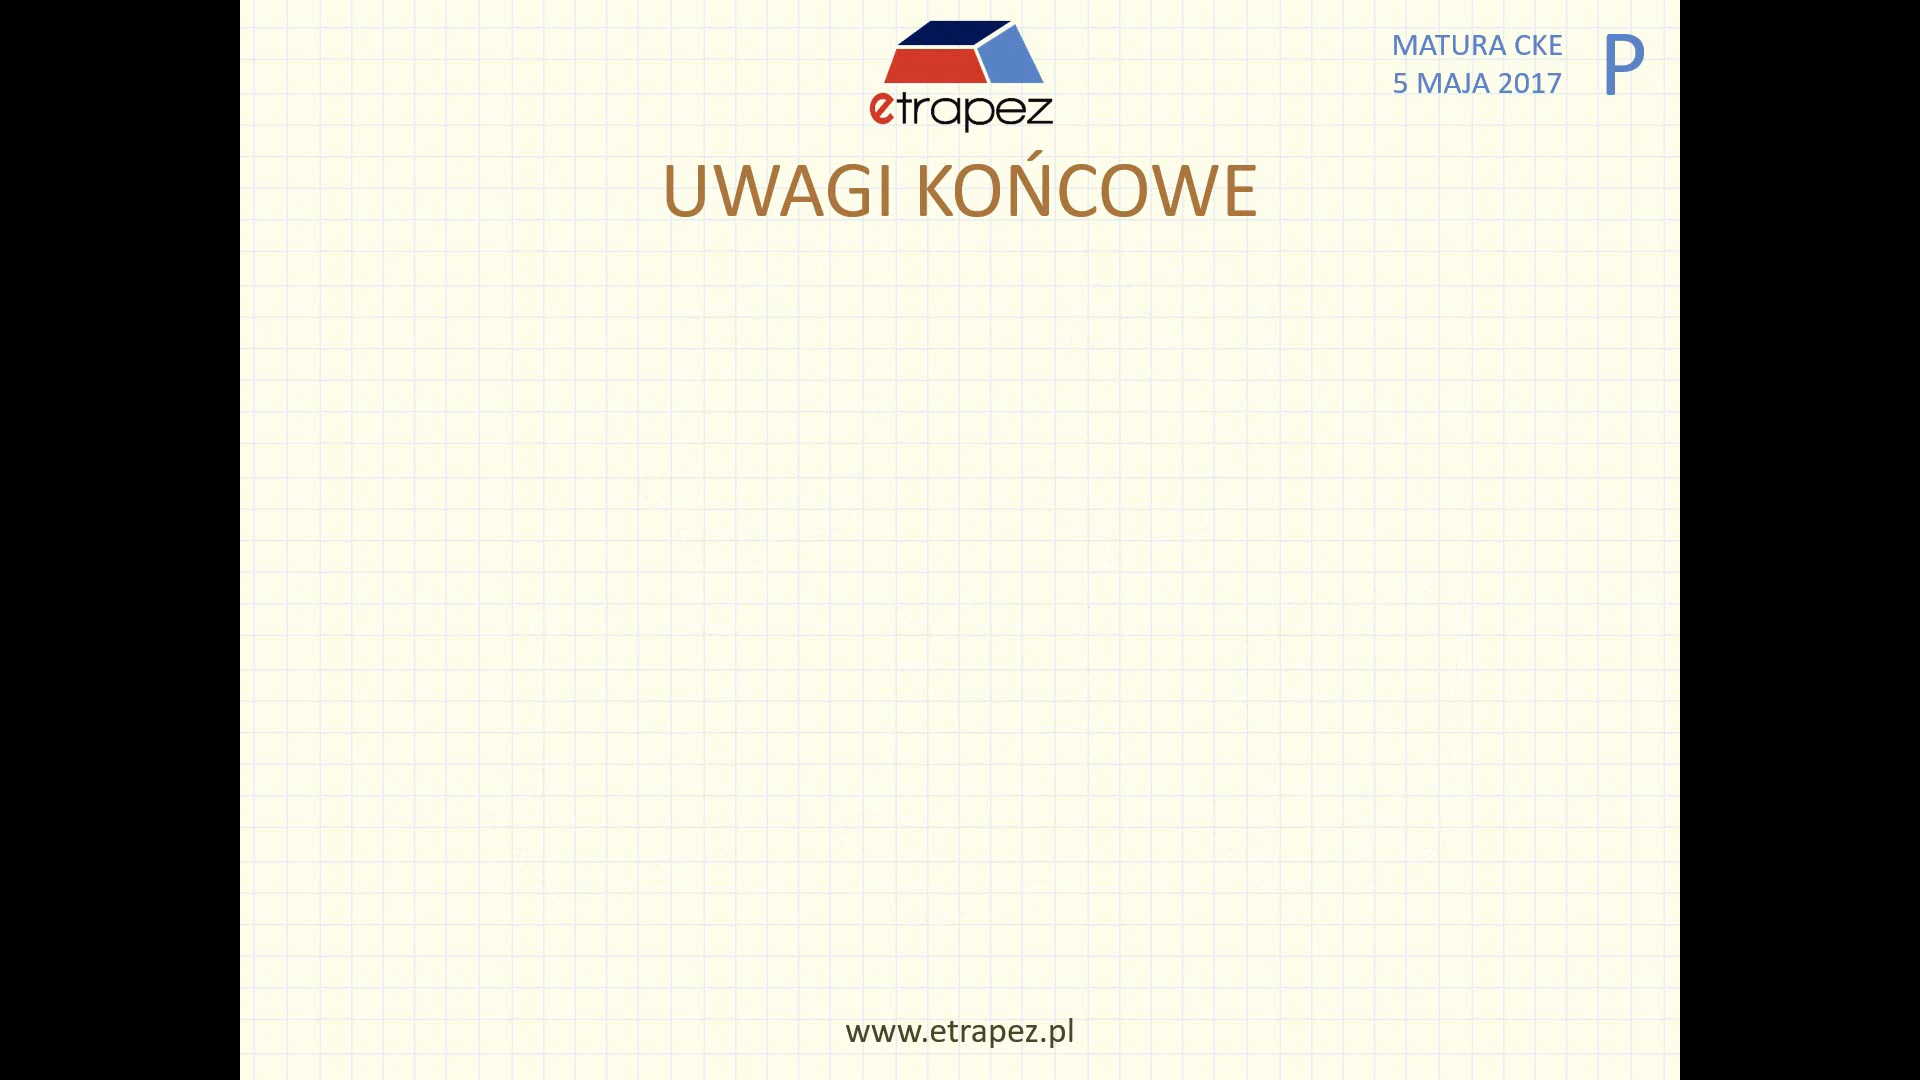 etrapez
MATURA CKE
5 MAJA 2017
P
UWAGI KOŃCOWE
www.etrapez.pl